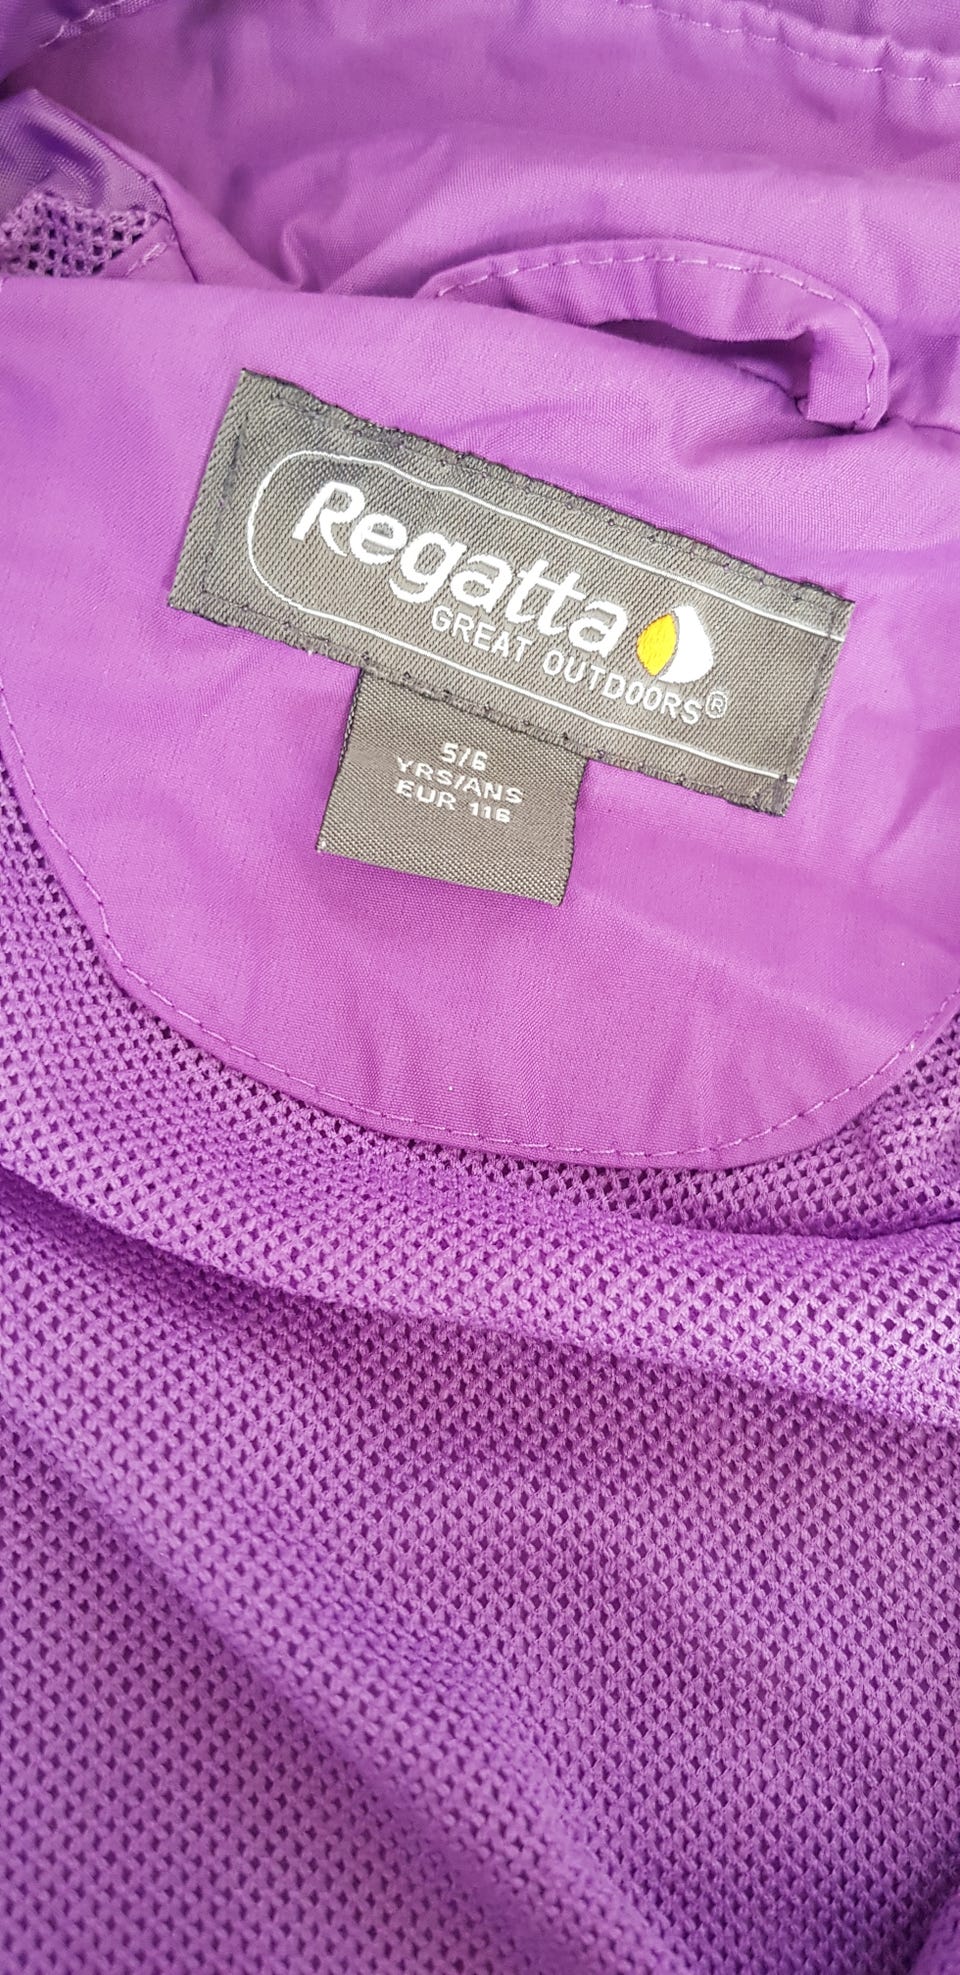 Regatta
GREAT OUTDOORS®
5/6
YRS/ANS
EUR 116